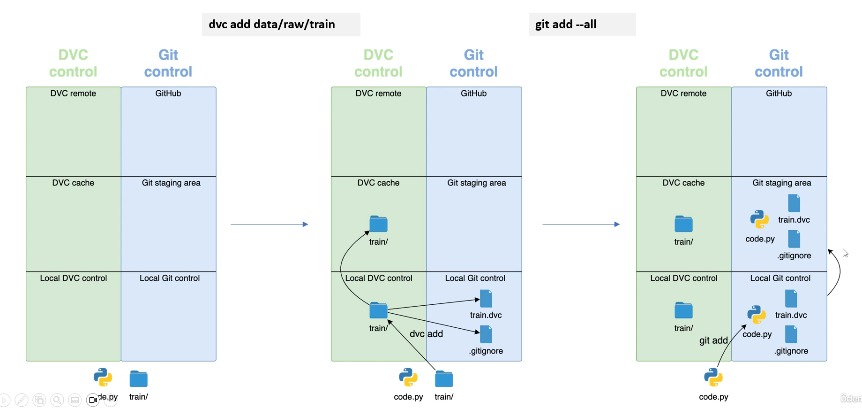 dvc add data/raw/train
git add --all
DVC
control
Git
control
DVC remote
GitHub
DVC cache
Git staging area
Local DVC control
Local Git control
train/
DVC
control
Git
control
DVC remote
GitHub
DVC cache
Git staging area
train/
Local DVC control
Local Git control
train/
train.dvc
dvc add
.gitignore
code.py
train/
DVC
control
Git
control
DVC remote
GitHub
DVC cache
Git staging area
train/
train.dvc
code.py
.gitignore
Local DVC control
Local Git control
train/
train.dvc
code.py
git add
.gitignore
code.py